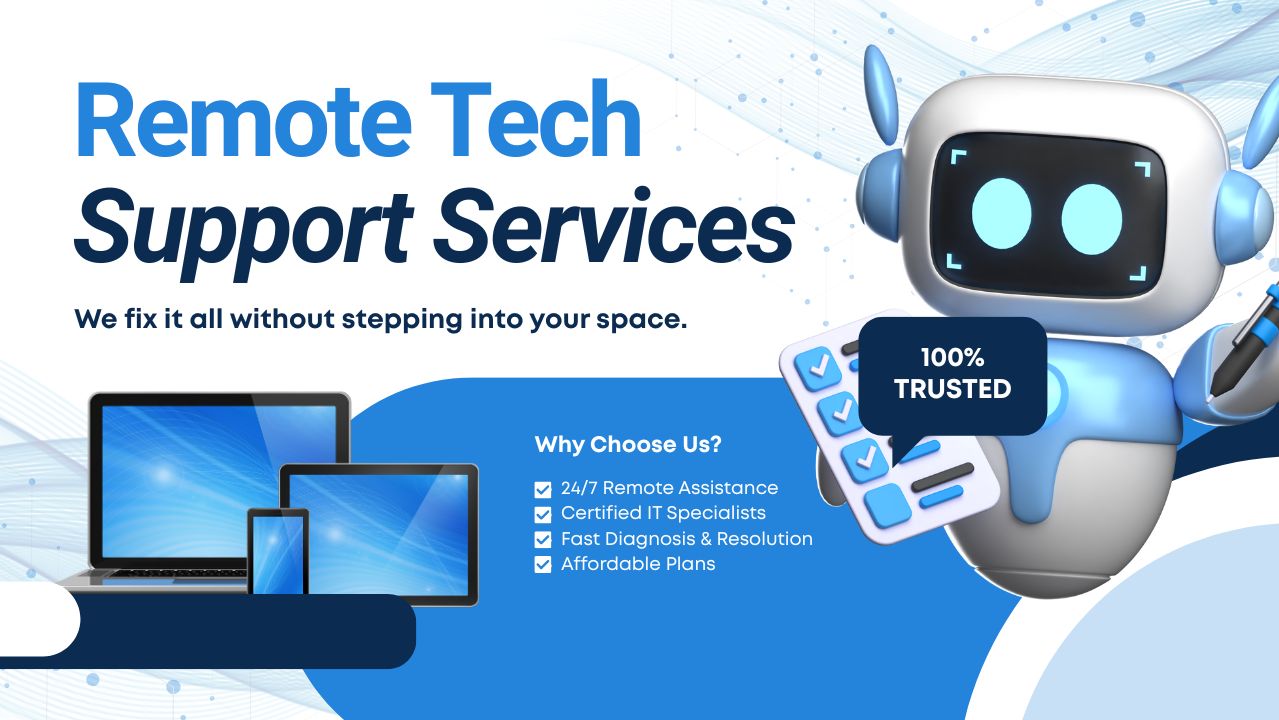 Remote Tech
Support Services
We fix it all without stepping into your space.
100%
TRUSTED
Why Choose Us?
24/7 Remote Assistance
Certified IT Specialists
Fast Diagnosis & Resolution
Affordable Plans